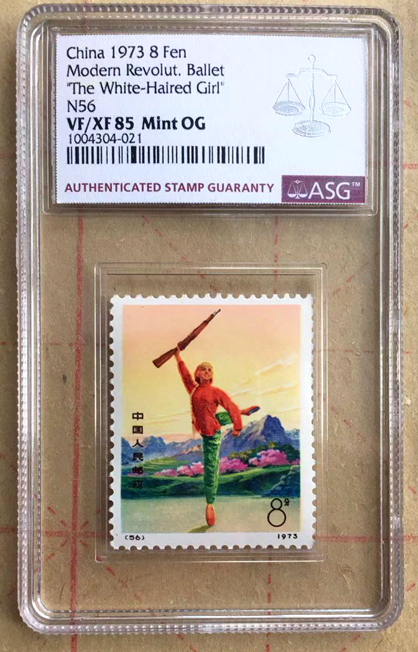 China 1973 8 Fen
Modern Revolut. Ballet
"The White-Haired Girl"
N56
VF/XF 85 Mint OG
1004304-021
AUTHENTICATED STAMP GUARANTY ASG™
中国人民邮政
8分
(56) 1973